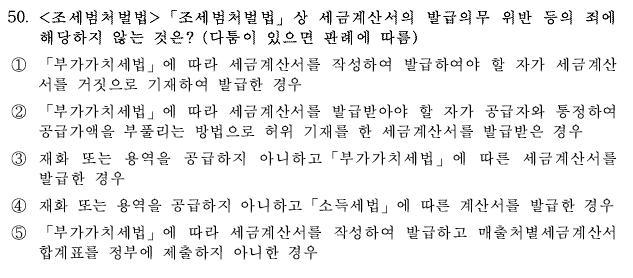 50. <조세범처벌법>「조세범처벌법」상 세금계산서의 발급의무 위반 등의 죄에
해당하지 않는 것은? (다툼이 있으면 판례에 따름)
① 「부가가치세법」에 따라 세금계산서를 작성하여 발급하여야 할 자가 세금계산
서를 거짓으로 기재하여 발급한 경우
② 「부가가치세법」에 따라 세금계산서를 발급받아야 할 자가 공급자와 통정하여
공급가액을 부풀리는 방법으로 허위 기재를 한 세금계산서를 발급받은 경우
③ 재화 또는 용역을 공급하지 아니하고「부가가치세법」에 따른 세금계산서를
발급한 경우
④ 재화 또는 용역을 공급하지 아니하고「소득세법」에 따른 계산서를 발급한 경우
⑤ 「부가가치세법」에 따라 세금계산서를 작성하여 발급하고 매출처별세금계산서
합계표를 정부에 제출하지 아니한 경우